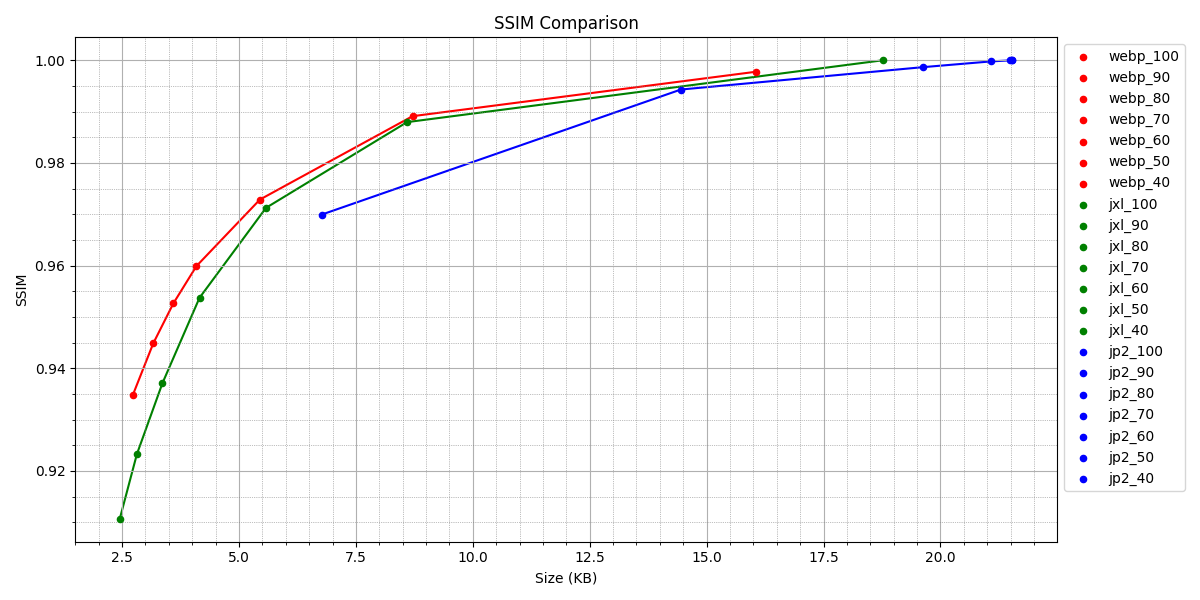 SSIM Comparison
1.00
0.98
0.96
0.94
0.92
SSIM
2.5 5.0 7.5 10.0 12.5 15.0 17.5 20.0
Size (KB)
webp_100
webp_90
webp_80
webp_70
webp_60
webp_50
webp_40
jxl_100
jxl_90
jxl_80
jxl_70
jxl_60
jxl_50
jxl_40
jp2_100
jp2_90
jp2_80
jp2_70
jp2_60
jp2_50
jp2_40